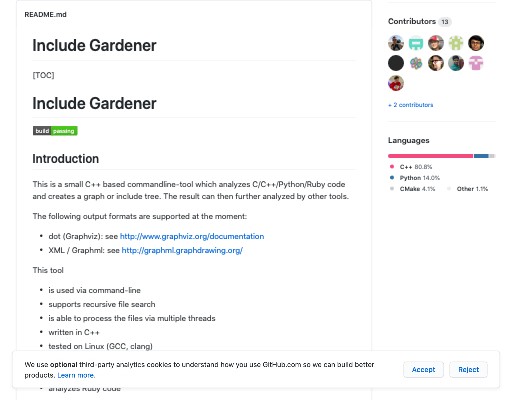 README.md
Include Gardener
[TOC]
Include Gardener
build passing
Introduction
This is a small C++ based commandline-tool which analyzes C/C++/Python/Ruby code
and creates a graph or include tree. The result can then further analyzed by other tools.
The following output formats are supported at the moment:
• dot (Graphviz): see http://www.graphviz.org/documentation
• XML / Graphml: see http://graphml.graphdrawing.org/
This tool
• is used via command-line
• supports recursive file search
• is able to process the files via multiple threads
• written in C++
• tested on Linux (GCC, clang)
• analyzes Ruby code
Contributors 13
+ 2 contributors
Languages
C++ 80.8%
Python 14.0%
CMake 4.1% Other 1.1%
We use optional third-party analytics cookies to understand how you use GitHub.com so we can build better
products. Learn more.
Accept Reject